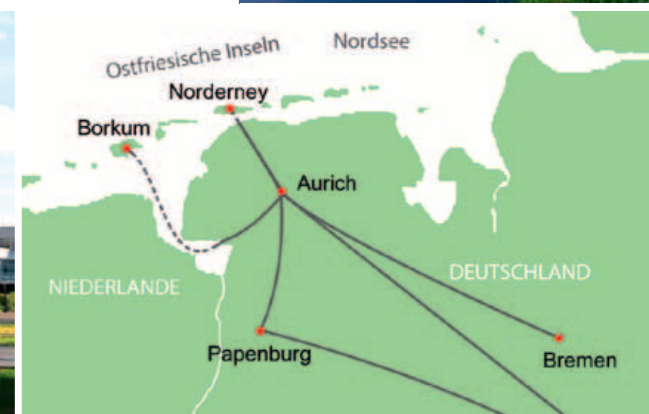 Ostfriesische Inseln
Nordsee
Norderney
Borkum
Aurich
NIEDERLANDE
DEUTSCHLAND
Papenburg
Bremen